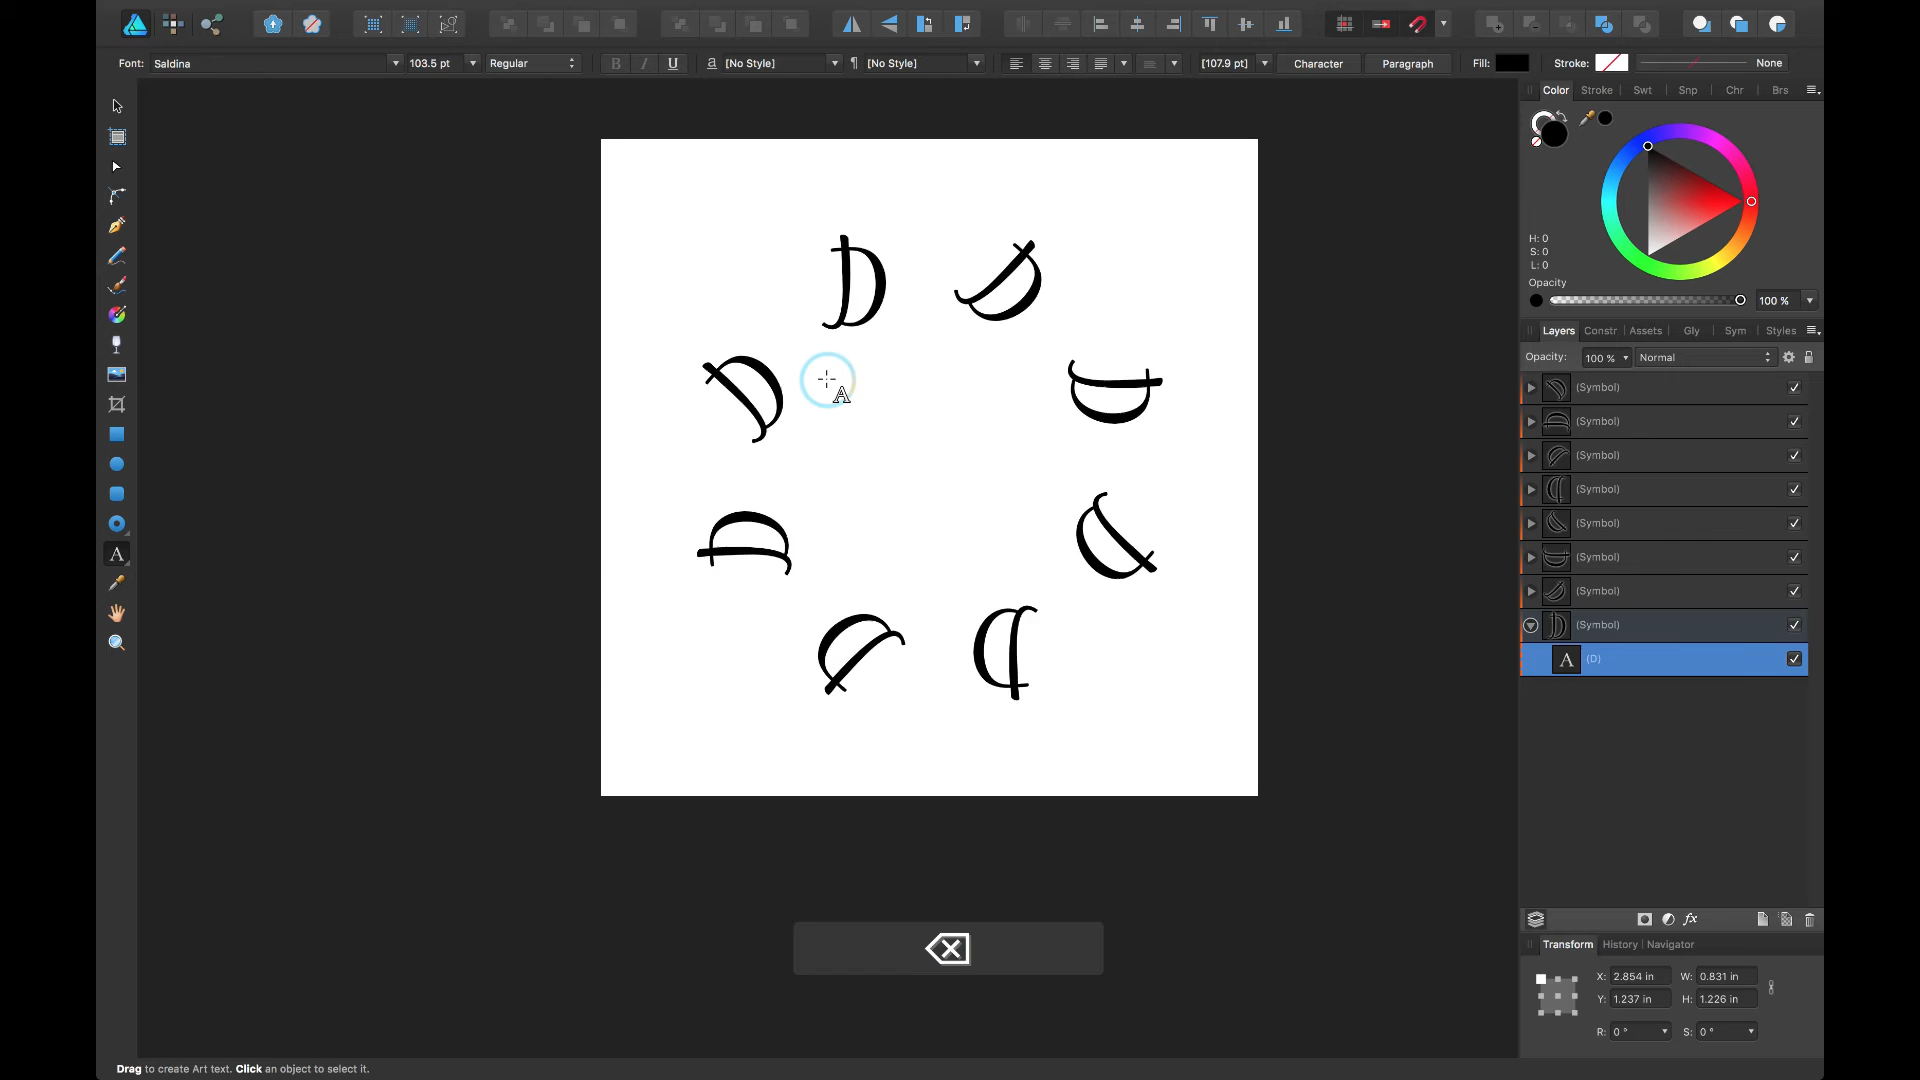 Font: Saldina 103.5 pt Regular B I U a [No Style] ¶ [No Style] [107.9 pt] Character Paragraph Fill: Stroke: None
Color Stroke Swt Snp Chr Brs
H: 0
S: 0
L: 0
Opacity
100 %
Layers Constr Assets Gly Sym Styles
Opacity: 100 % Normal
(Symbol)
(Symbol)
(Symbol)
(Symbol)
(Symbol)
(Symbol)
(Symbol)
(Symbol)
A (D)
D
D
D
D
D
D
D
D
A
A
fx
Transform History Navigator
X: 2.854 in W: 0.831 in
Y: 1.237 in H: 1.226 in
R: 0 ° S: 0 °
Drag to create Art text. Click an object to select it.